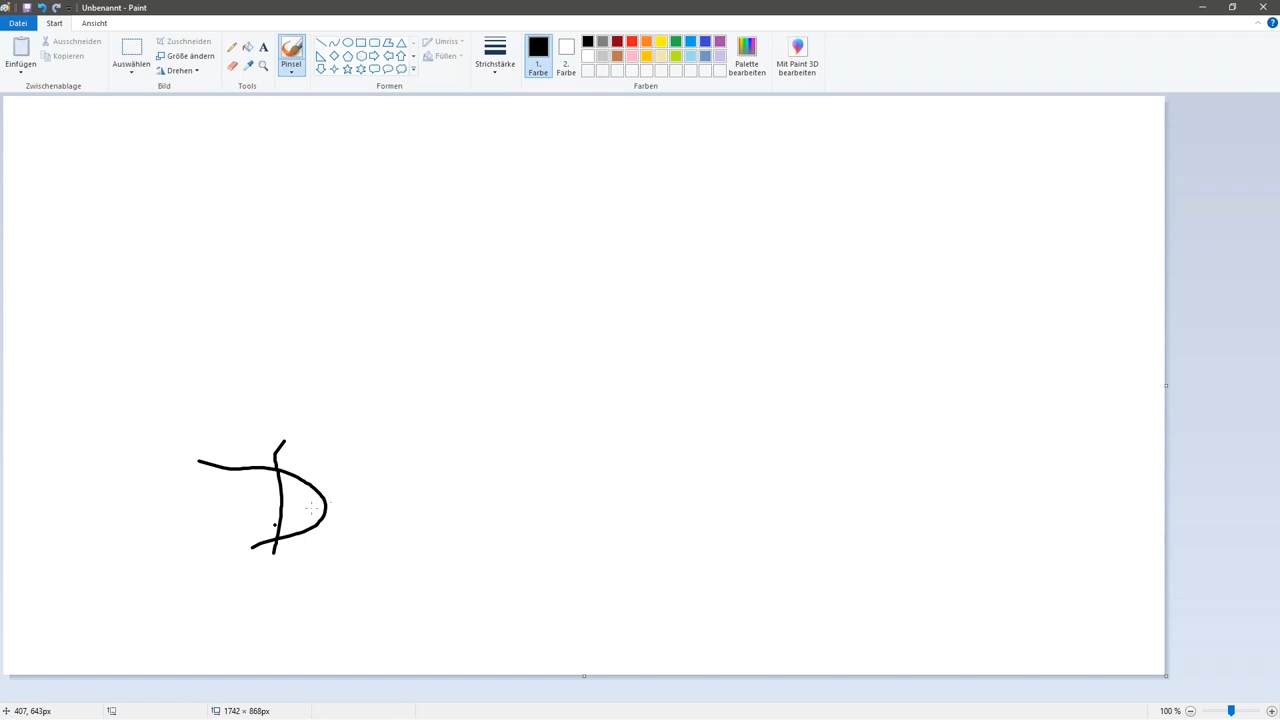 Unbenannt - Paint
Datei Start Ansicht
Einfügen
Ausschneiden
Kopieren
Zwischenablage
Auswählen
Zuschneiden
Größe ändern
Drehen
Bild
A
Tools
Pinsel
Umriss
Füllen
Formen
Strichstärke
1.
Farbe
2.
Farbe
Palette
bearbeiten
Farben
Mit Paint 3D
bearbeiten
D
407, 643px 1742 × 868px 100 %